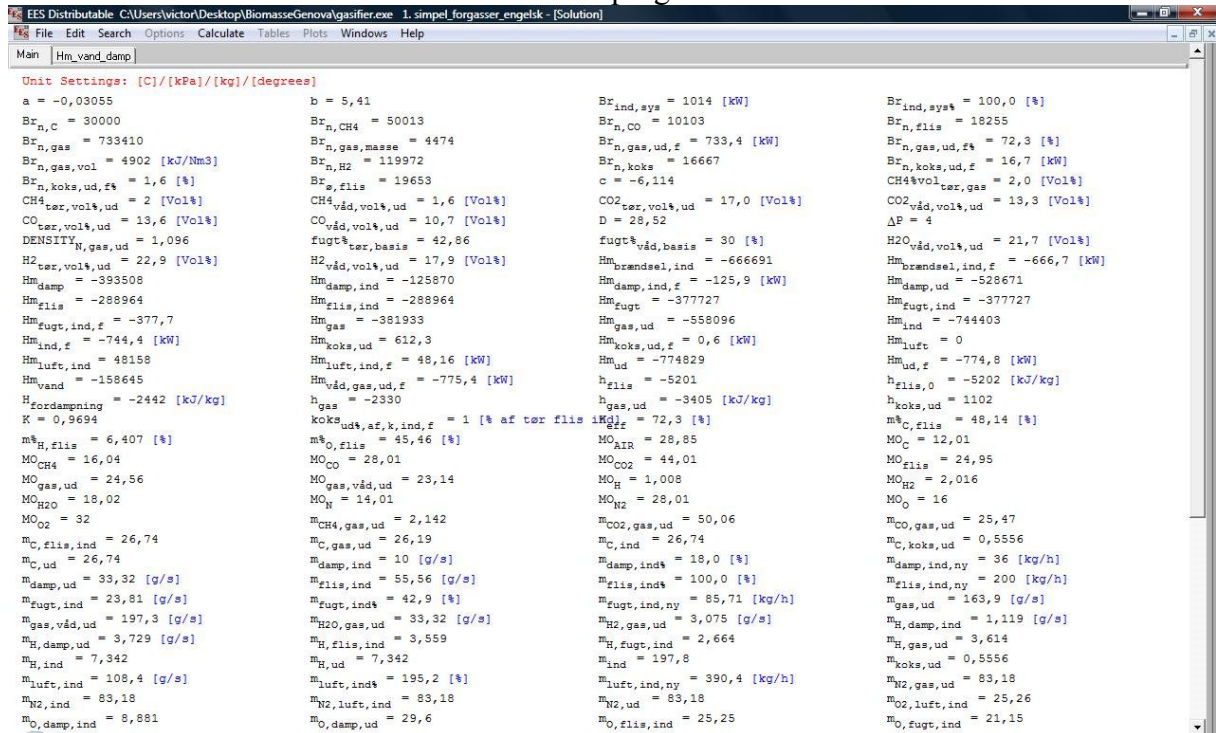 EES Distributable C:\Users\victor\Desktop\BiomasseGenova\gasifier.exe 1. simpel_forgasser_engelsk - [Solution]
File Edit Search Options Calculate Tables Plots Windows Help
Main Hm_vand_damp
Unit Settings: [C]/[kPa]/[kg]/[degrees]
a = -0,03055 b = 5,41 Br_ind,sys = 1014 [kW] Br_ind,sys% = 100,0 [%]
Br_n,C = 30000 Br_n,CH4 = 50013 Br_n,CO = 10103 Br_n,flis = 18255
Br_n,gas = 733410 Br_n,gas,masse = 4474 Br_n,gas,ud,f = 733,4 [kW] Br_n,gas,ud,f% = 72,3 [%]
Br_n,gas,vol = 4902 [kJ/Nm3] Br_n,H2 = 119972 Br_n,koks = 16667 Br_n,koks,ud,f = 16,7 [kW]
Br_n,koks,ud,f% = 1,6 [%] Br_ø,flis = 19653 c = -6,114 CH4%vol_tør,gas = 2,0 [Vol%]
CH4_tør,vol%,ud = 2 [Vol%] CH4_våd,vol%,ud = 1,6 [Vol%] CO2_tør,vol%,ud = 17,0 [Vol%] CO2_våd,vol%,ud = 13,3 [Vol%]
CO_tør,vol%,ud = 13,6 [Vol%] CO_våd,vol%,ud = 10,7 [Vol%] D = 28,52 ΔP = 4
DENSITY_N,gas,ud = 1,096 fugt%_tør,basis = 42,86 fugt%_våd,basis = 30 [%] H2O_våd,vol%,ud = 21,7 [Vol%]
H2_tør,vol%,ud = 22,9 [Vol%] H2_våd,vol%,ud = 17,9 [Vol%] Hm_brændsel,ind = -666691 Hm_brændsel,ind,f = -666,7 [kW]
Hm_damp = -393508 Hm_damp,ind = -125870 Hm_damp,ind,f = -125,9 [kW] Hm_damp,ud = -528671
Hm_flis = -288964 Hm_flis,ind = -288964 Hm_fugt = -377727 Hm_fugt,ind = -377727
Hm_fugt,ind,f = -377,7 Hm_gas = -381933 Hm_gas,ud = -558096 Hm_ind = -744403
Hm_ind,f = -744,4 [kW] Hm_koks,ud = 612,3 Hm_koks,ud,f = 0,6 [kW] Hm_luft = 0
Hm_luft,ind = 48158 Hm_luft,ind,f = 48,16 [kW] Hm_ud = -774829 Hm_ud,f = -774,8 [kW]
Hm_vand = -158645 Hm_våd,gas,ud,f = -775,4 [kW] h_flis = -5201 h_flis,0 = -5202 [kJ/kg]
H_fordampning = -2442 [kJ/kg] h_gas = -2330 h_gas,ud = -3405 [kJ/kg] h_koks,ud = 1102
K = 0,9694 koks_ud%,af,k,ind,f = 1 [% af tør flis i eff = 72,3 [%] m%_C,flis = 48,14 [%]
m%_H,flis = 6,407 [%] m%_O,flis = 45,46 [%] MO_AIR = 28,85 MO_C = 12,01
MO_CH4 = 16,04 MO_CO = 28,01 MO_CO2 = 44,01 MO_flis = 24,95
MO_gas,ud = 24,56 MO_gas,våd,ud = 23,14 MO_H = 1,008 MO_H2 = 2,016
MO_H2O = 18,02 MO_N = 14,01 MO_N2 = 28,01 MO_O = 16
MO_O2 = 32 m_CH4,gas,ud = 2,142 m_CO2,gas,ud = 50,06 m_CO,gas,ud = 25,47
m_C,flis,ind = 26,74 m_C,gas,ud = 26,19 m_C,ind = 26,74 m_C,koks,ud = 0,5556
m_C,ud = 26,74 m_damp,ind = 10 [g/s] m_damp,ind% = 18,0 [%] m_damp,ind,ny = 36 [kg/h]
m_damp,ud = 33,32 [g/s] m_flis,ind = 55,56 [g/s] m_flis,ind% = 100,0 [%] m_flis,ind,ny = 200 [kg/h]
m_fugt,ind = 23,81 [g/s] m_fugt,ind% = 42,9 [%] m_fugt,ind,ny = 85,71 [kg/h] m_gas,ud = 163,9 [g/s]
m_gas,våd,ud = 197,3 [g/s] m_H2O,gas,ud = 33,32 [g/s] m_H2,gas,ud = 3,075 [g/s] m_H,damp,ind = 1,119 [g/s]
m_H,damp,ud = 3,729 [g/s] m_H,flis,ind = 3,559 m_H,fugt,ind = 2,664 m_H,gas,ud = 3,614
m_H,ind = 7,342 m_H,ud = 7,342 m_ind = 197,8 m_koks,ud = 0,5556
m_luft,ind = 108,4 [g/s] m_luft,ind% = 195,2 [%] m_luft,ind,ny = 390,4 [kg/h] m_N2,gas,ud = 83,18
m_N2,ind = 83,18 m_N2,luft,ind = 83,18 m_N2,ud = 83,18 m_O2,luft,ind = 25,26
m_O,damp,ind = 8,881 m_O,damp,ud = 29,6 m_O,flis,ind = 25,25 m_O,fugt,ind = 21,15